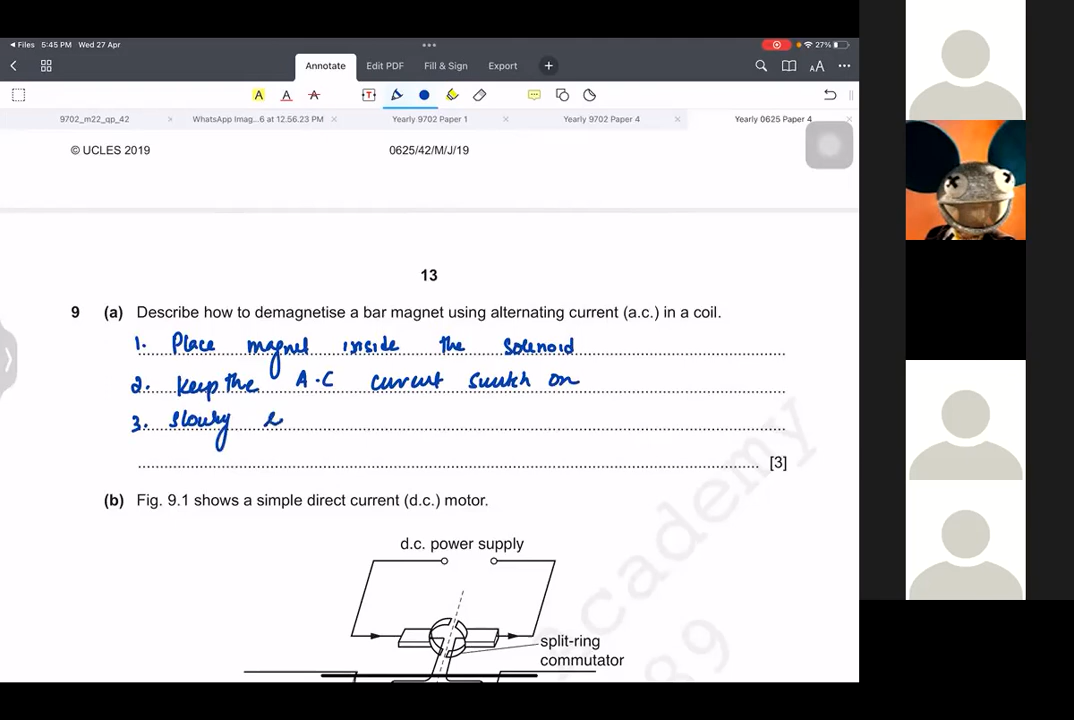 Files 5:45 PM Wed 27 Apr 27%
Annotate Edit PDF Fill & Sign Export
9702_m22_qp_42 WhatsApp Imag...6 at 12.56.23 PM Yearly 9702 Paper 1 Yearly 9702 Paper 4 Yearly 0625 Paper 4
© UCLES 2019 0625/42/M/J/19
13
9 (a) Describe how to demagnetise a bar magnet using alternating current (a.c.) in a coil.
1. Place magnet inside the solenoid
2. Keep the A.C current switch on
3. Slowly
[3]
(b) Fig. 9.1 shows a simple direct current (d.c.) motor.
d.c. power supply
split-ring
commutator
cademy
89